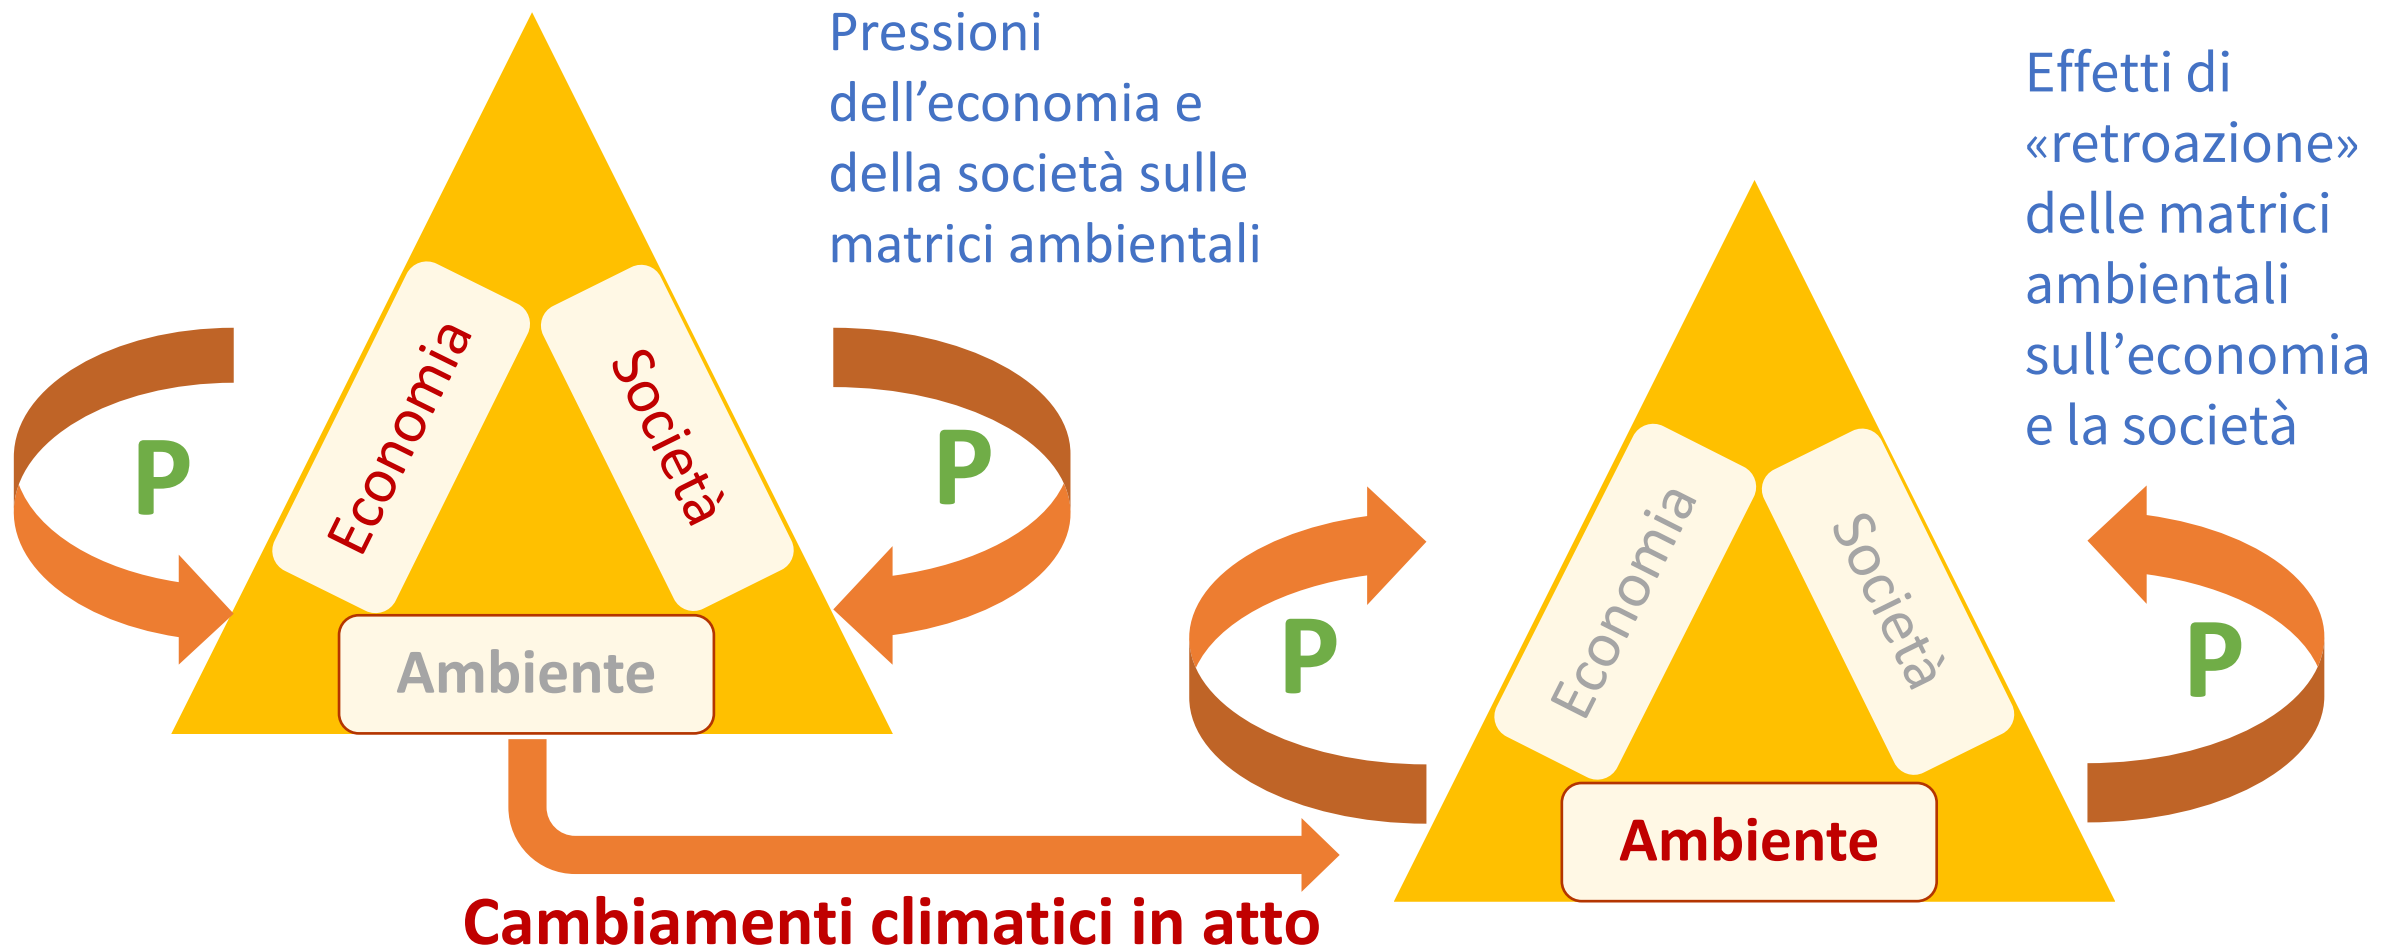 Pressioni
dell’economia e
della società sulle
matrici ambientali
Economia
Società
P
P
Ambiente
Cambiamenti climatici in atto
Effetti di
«retroazione»
delle matrici
ambientali
sull’economia
e la società
Economia
Società
P
P
Ambiente